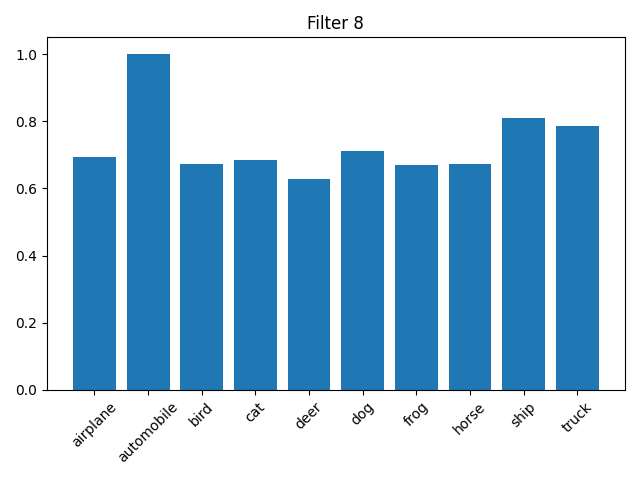 Filter 8
1.0
0.8
0.6
0.4
0.2
0.0
airplane
automobile
bird
cat
deer
dog
frog
horse
ship
truck